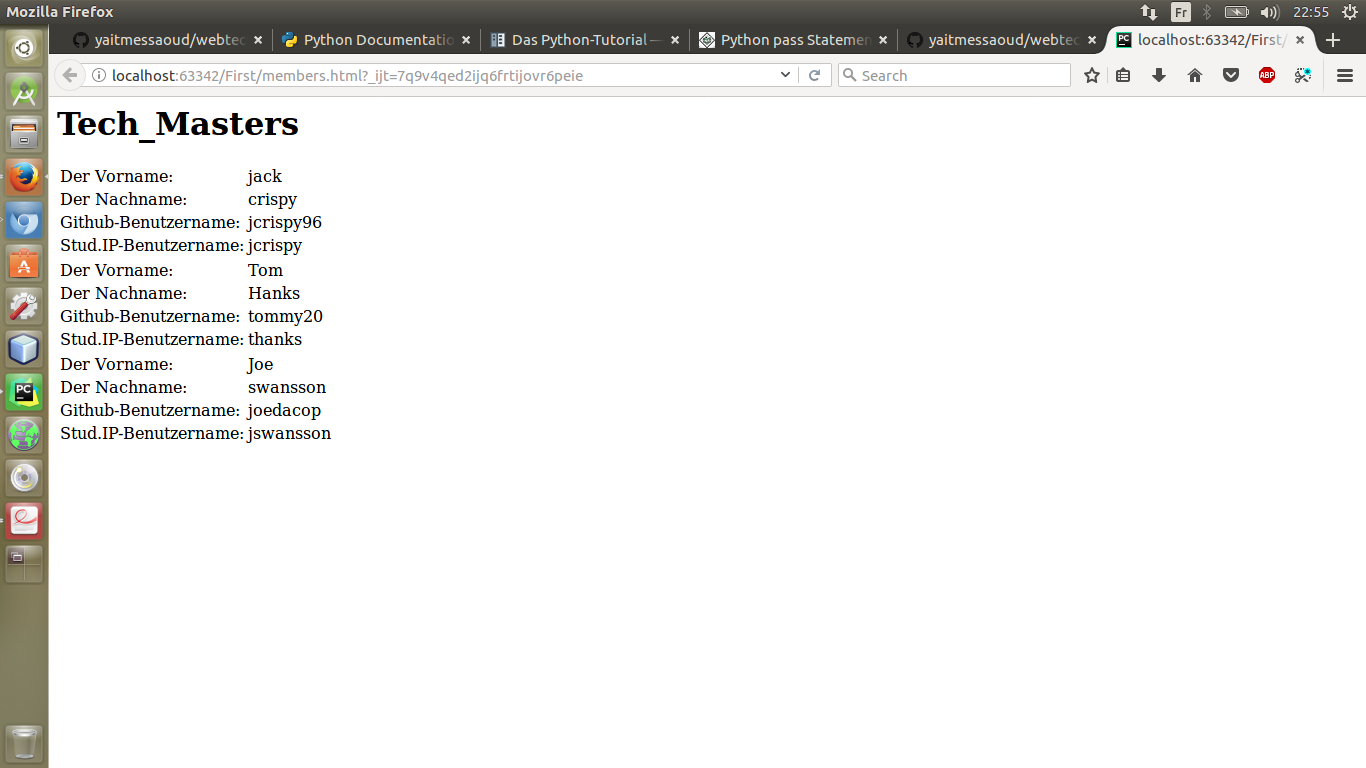 Mozilla Firefox
Fr
22:55
yaitmessaoud/webtec
Python Documentatio
Das Python-Tutorial —
Python pass Statemen
yaitmessaoud/webtec
PC
localhost:63342/First/
localhost:63342/First/members.html?_ijt=7q9v4qed2ijq6frtijovr6peie
Search
ABP
Tech_Masters
Der Vorname: jack
Der Nachname: crispy
Github-Benutzername: jcrispy96
Stud.IP-Benutzername: jcrispy
Der Vorname: Tom
Der Nachname: Hanks
Github-Benutzername: tommy20
Stud.IP-Benutzername: thanks
Der Vorname: Joe
Der Nachname: swansson
Github-Benutzername: joedacop
Stud.IP-Benutzername: jswansson
PC